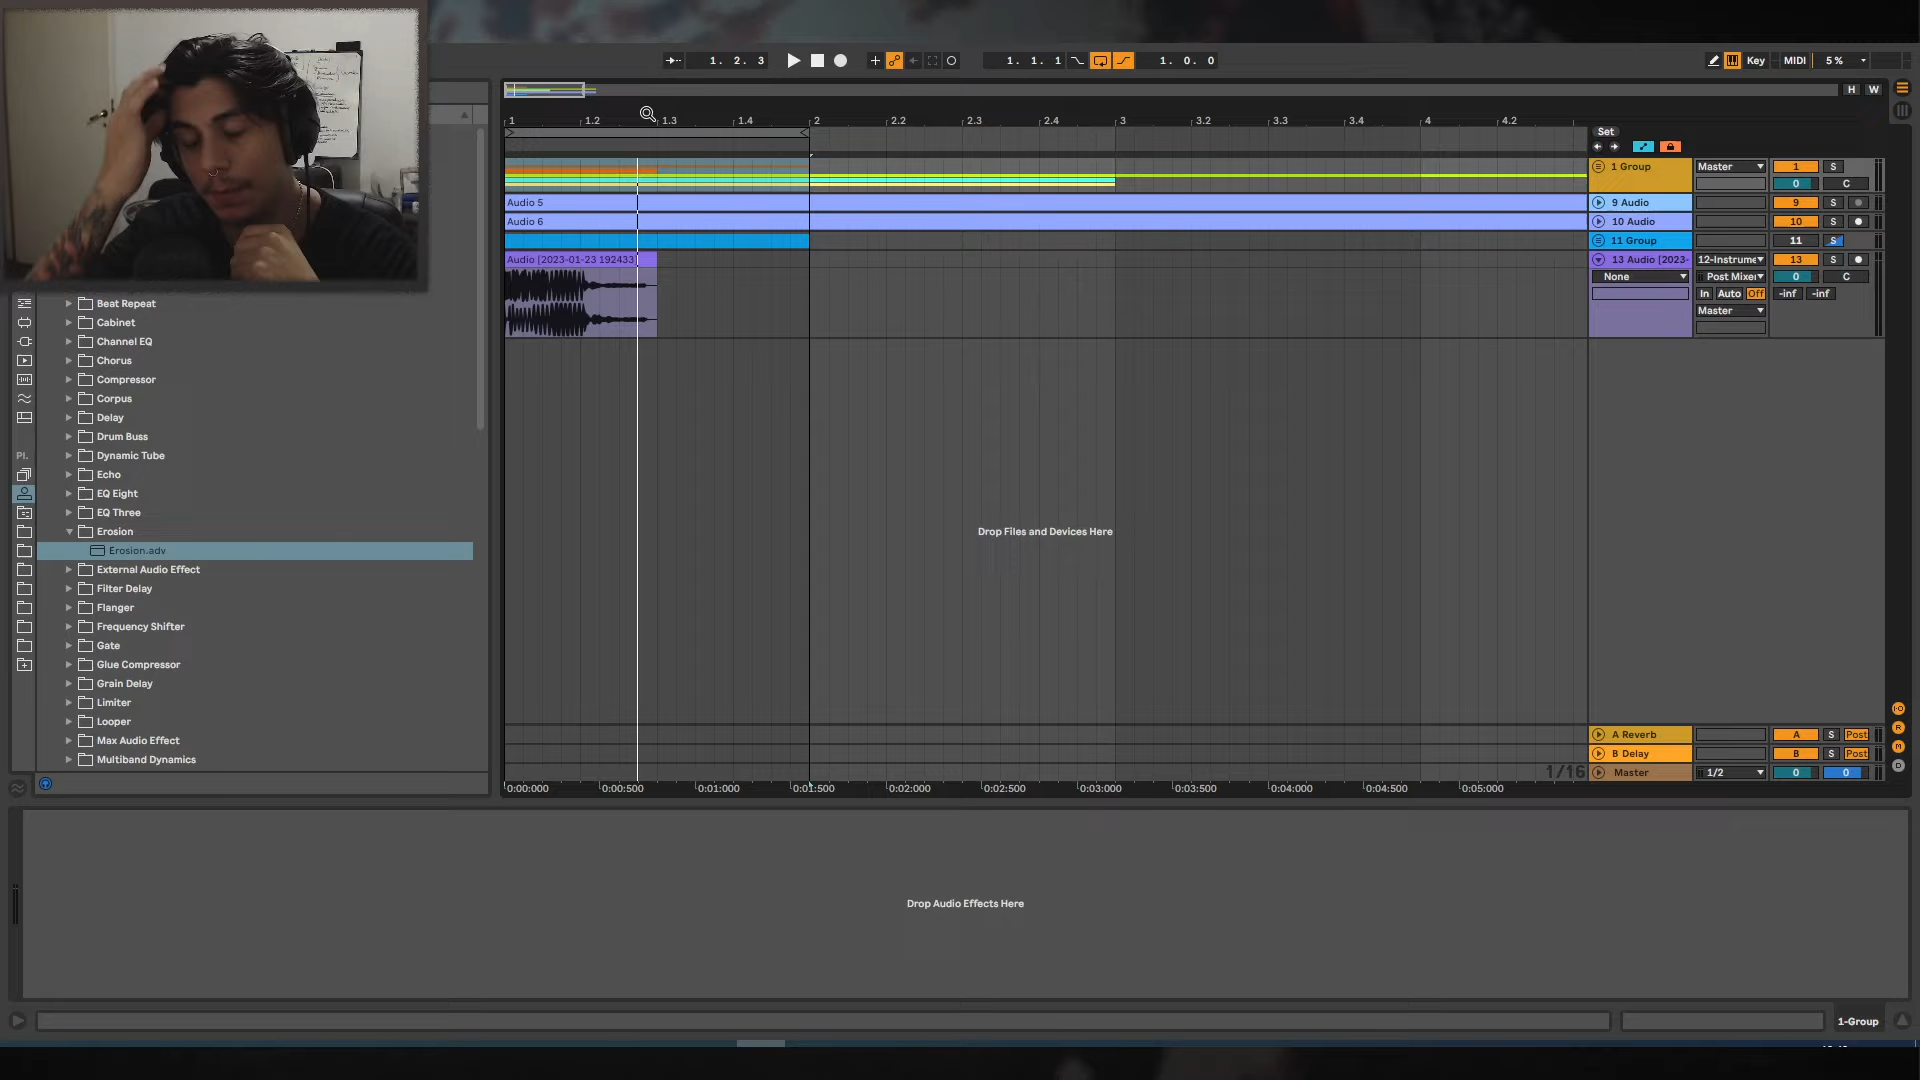 1. 2. 3
1. 1. 1
1. 0. 0
Key
MIDI
5 %
H W
1 1.2 1.3 1.4 2 2.2 2.3 2.4 3 3.2 3.3 3.4 4 4.2
Set
1 Group Master 1 S
0 C
Audio 5 9 Audio 9 S
Audio 6 10 Audio 10 S
11 Group 11 S
Audio [2023-01-23 192433 13 Audio [2023- 12-Instrume 13 S
None Post Mixe 0 C
In Auto Off -inf -inf
Master
Beat Repeat
Cabinet
Channel EQ
Chorus
Compressor
Corpus
Delay
Drum Buss
Pl.
Dynamic Tube
Echo
EQ Eight
EQ Three
Erosion
Erosion.adv
External Audio Effect
Filter Delay
Flanger
Frequency Shifter
Gate
Glue Compressor
Grain Delay
Limiter
Looper
Max Audio Effect
Multiband Dynamics
Drop Files and Devices Here
A Reverb A S Post
B Delay B S Post
1/16 Master 1/2 0 0
I·O
R
M
D
0:00:000 0:00:500 0:01:000 0:01:500 0:02:000 0:02:500 0:03:000 0:03:500 0:04:000 0:04:500 0:05:000
Drop Audio Effects Here
1-Group